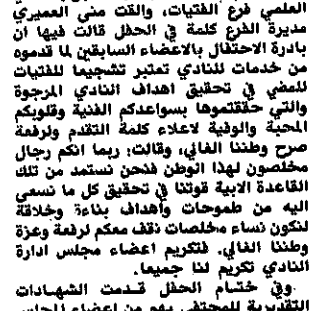 العلمي فرع الفتيات، والقت منى العميري
مديرة الفرع كلمة في الحفل قالت فيها ان
بادرة الاحتفال بالاعضاء السابقين لما قدموه
من خدمات للنادي تعتبر تشجيعا للفتيات
للمضي في تحقيق اهداف النادي المرجوة
والتي حققتموها بسواعدكم الفنية وقلوبكم
المحبة والوفية لاعلاء كلمة التقدم ولرفعة
صرح وطننا الغالي، وقالت: ربما انكم رجال
مخلصون لهذا الوطن فنحن نستمد من تلك
القاعدة الابية قوتنا في تحقيق كل ما نسعى
اليه من طموحات وأهداف بناءة وخلاقة
لنكون نساء مخلصات نقف معكم لرفعة وعزة
وطننا الغالي. فتكريم اعضاء مجلس ادارة
النادي تكريم لنا جميعا.
وفي ختام الحفل قدمت الشهادات
التقديرية للمحتفى بهم من اعضاء المجلس